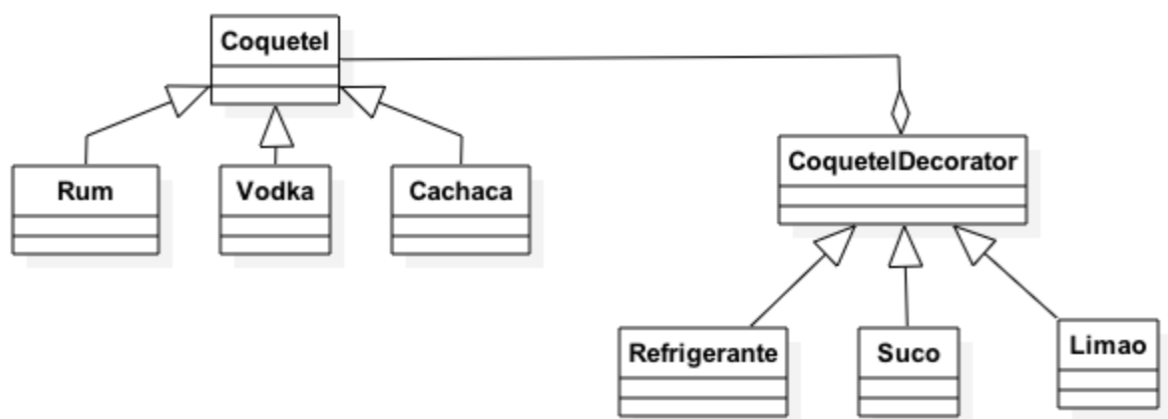 Coquetel
CoquetelDecorator
Rum
Vodka
Cachaca
Refrigerante
Suco
Limao